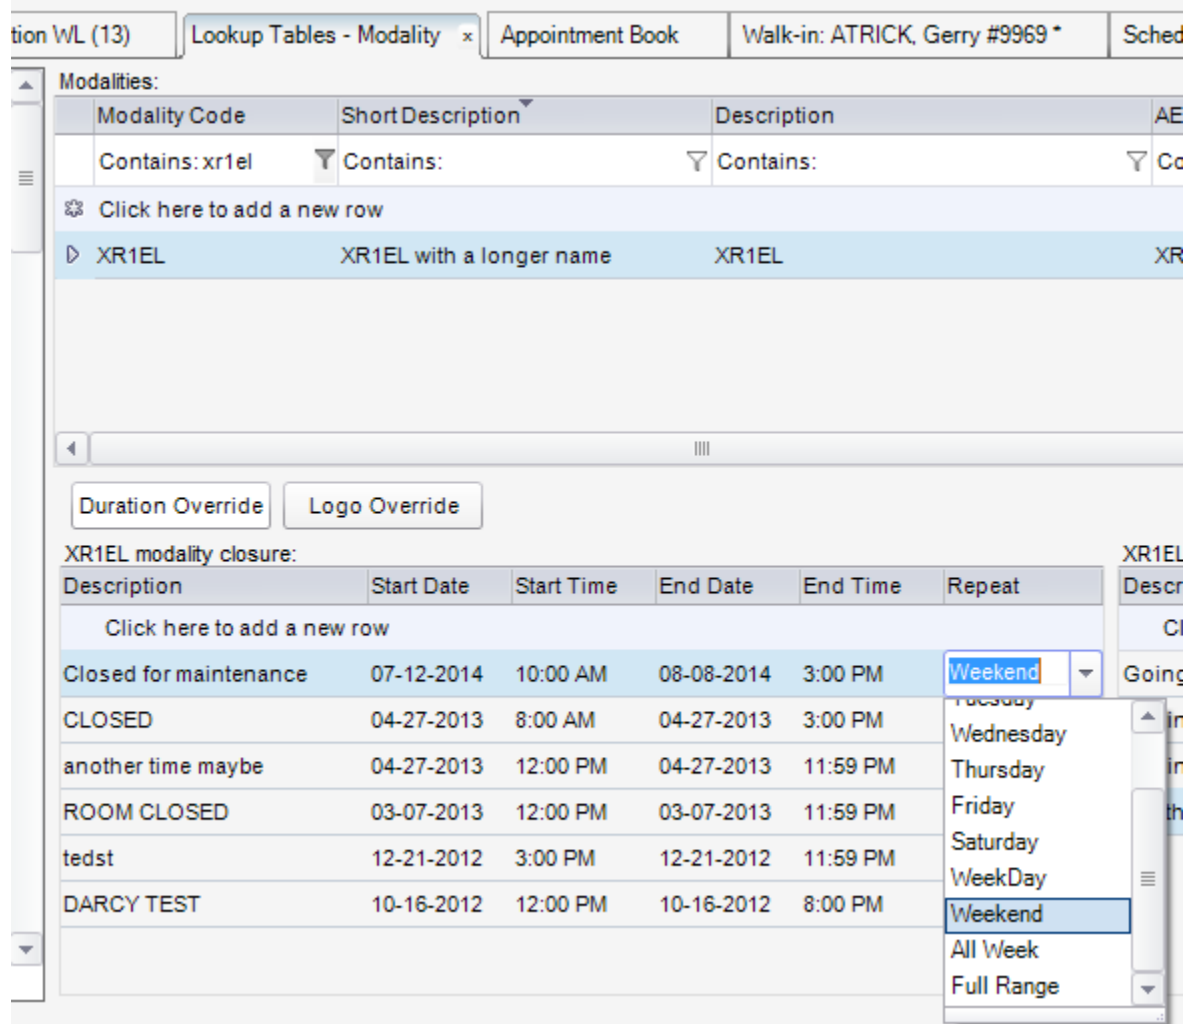 tion WL (13) Lookup Tables - Modality x Appointment Book Walk-in: ATRICK, Gerry #9969 * Sched
Modalities:
Modality Code Short Description Description AE
Contains: xr1el Contains: Contains: Co
Click here to add a new row
XR1EL XR1EL with a longer name XR1EL XR
Duration Override Logo Override
XR1EL modality closure: XR1EL
Description Start Date Start Time End Date End Time Repeat Descr
Click here to add a new row Cl
Closed for maintenance 07-12-2014 10:00 AM 08-08-2014 3:00 PM Weekend Going
Tuesday
CLOSED 04-27-2013 8:00 AM 04-27-2013 3:00 PM Wednesday in
another time maybe 04-27-2013 12:00 PM 04-27-2013 11:59 PM Thursday in
ROOM CLOSED 03-07-2013 12:00 PM 03-07-2013 11:59 PM Friday th
Saturday
tedst 12-21-2012 3:00 PM 12-21-2012 11:59 PM WeekDay
DARCY TEST 10-16-2012 12:00 PM 10-16-2012 8:00 PM Weekend
All Week
Full Range